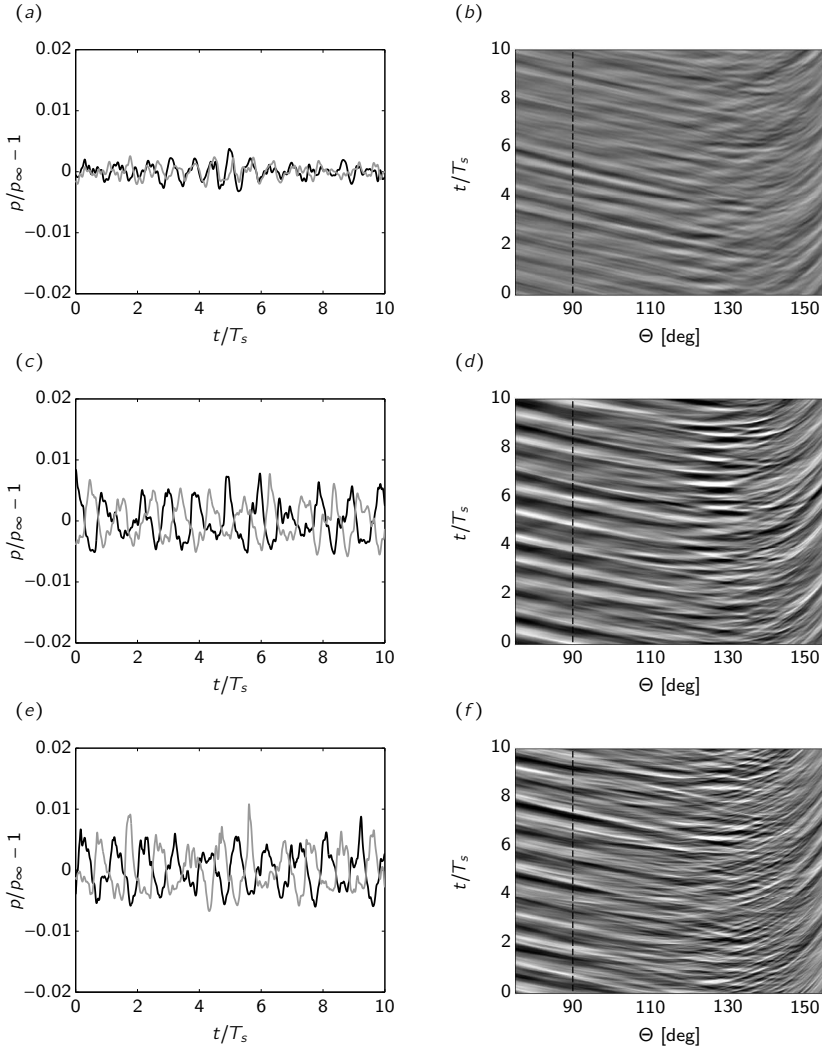 (a)
0.02
0.01
0
−0.01
−0.02
p/p∞ − 1
0 2 4 6 8 10
t/Ts
(b)
10
8
6
4
2
0
t/Ts
90 110 130 150
Θ [deg]
(c)
0.02
0.01
0
−0.01
−0.02
p/p∞ − 1
0 2 4 6 8 10
t/Ts
(d)
10
8
6
4
2
0
t/Ts
90 110 130 150
Θ [deg]
(e)
0.02
0.01
0
−0.01
−0.02
p/p∞ − 1
0 2 4 6 8 10
t/Ts
(f)
10
8
6
4
2
0
t/Ts
90 110 130 150
Θ [deg]